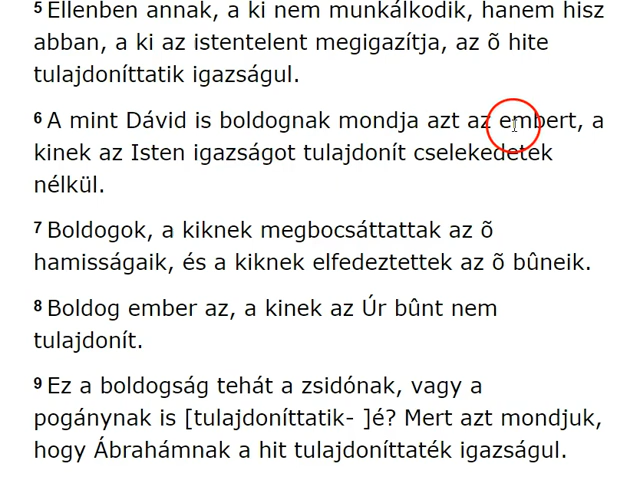 5 Ellenben annak, a ki nem munkálkodik, hanem hisz
abban, a ki az istentelent megigazítja, az õ hite
tulajdoníttatik igazságul.
6 A mint Dávid is boldognak mondja azt az embert, a
kinek az Isten igazságot tulajdonít cselekedetek
nélkül.
7 Boldogok, a kiknek megbocsáttattak az õ
hamisságaik, és a kiknek elfedeztettek az õ bûneik.
8 Boldog ember az, a kinek az Úr bûnt nem
tulajdonít.
9 Ez a boldogság tehát a zsidónak, vagy a
pogánynak is [tulajdoníttatik- ]é? Mert azt mondjuk,
hogy Ábrahámnak a hit tulajdoníttaték igazságul.